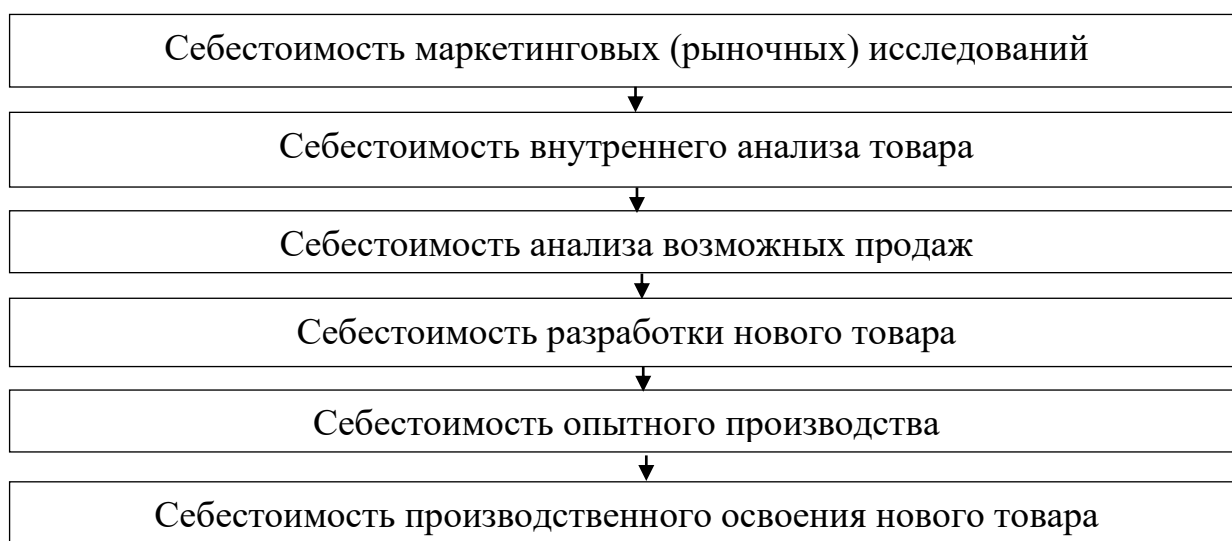 Себестоимость маркетинговых (рыночных) исследований
Себестоимость внутреннего анализа товара
Себестоимость анализа возможных продаж
Себестоимость разработки нового товара
Себестоимость опытного производства
Себестоимость производственного освоения нового товара